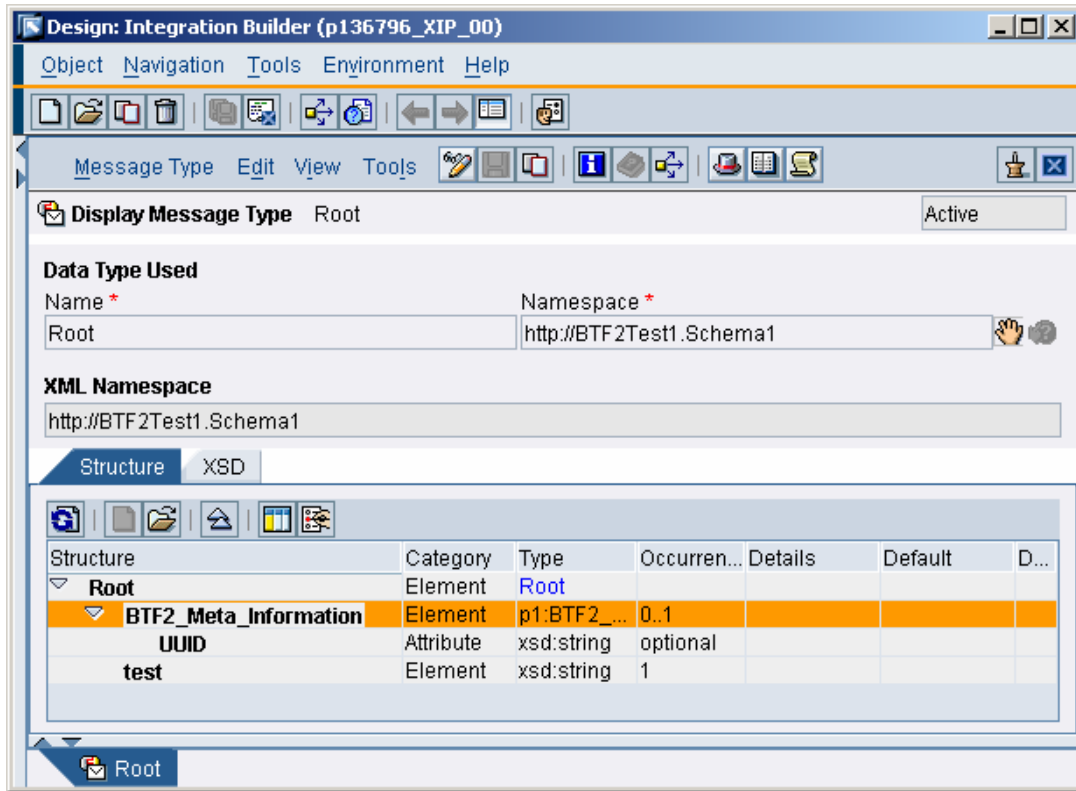 Design: Integration Builder (p136796_XIP_00)
Object Navigation Tools Environment Help
Message Type Edit View Tools
Display Message Type Root Active
Data Type Used
Name * Namespace *
Root http://BTF2Test1.Schema1
XML Namespace
http://BTF2Test1.Schema1
Structure XSD
Structure Category Type Occurren... Details Default D...
Root Element Root
BTF2_Meta_Information Element p1:BTF2_... 0..1
UUID Attribute xsd:string optional
test Element xsd:string 1
Root